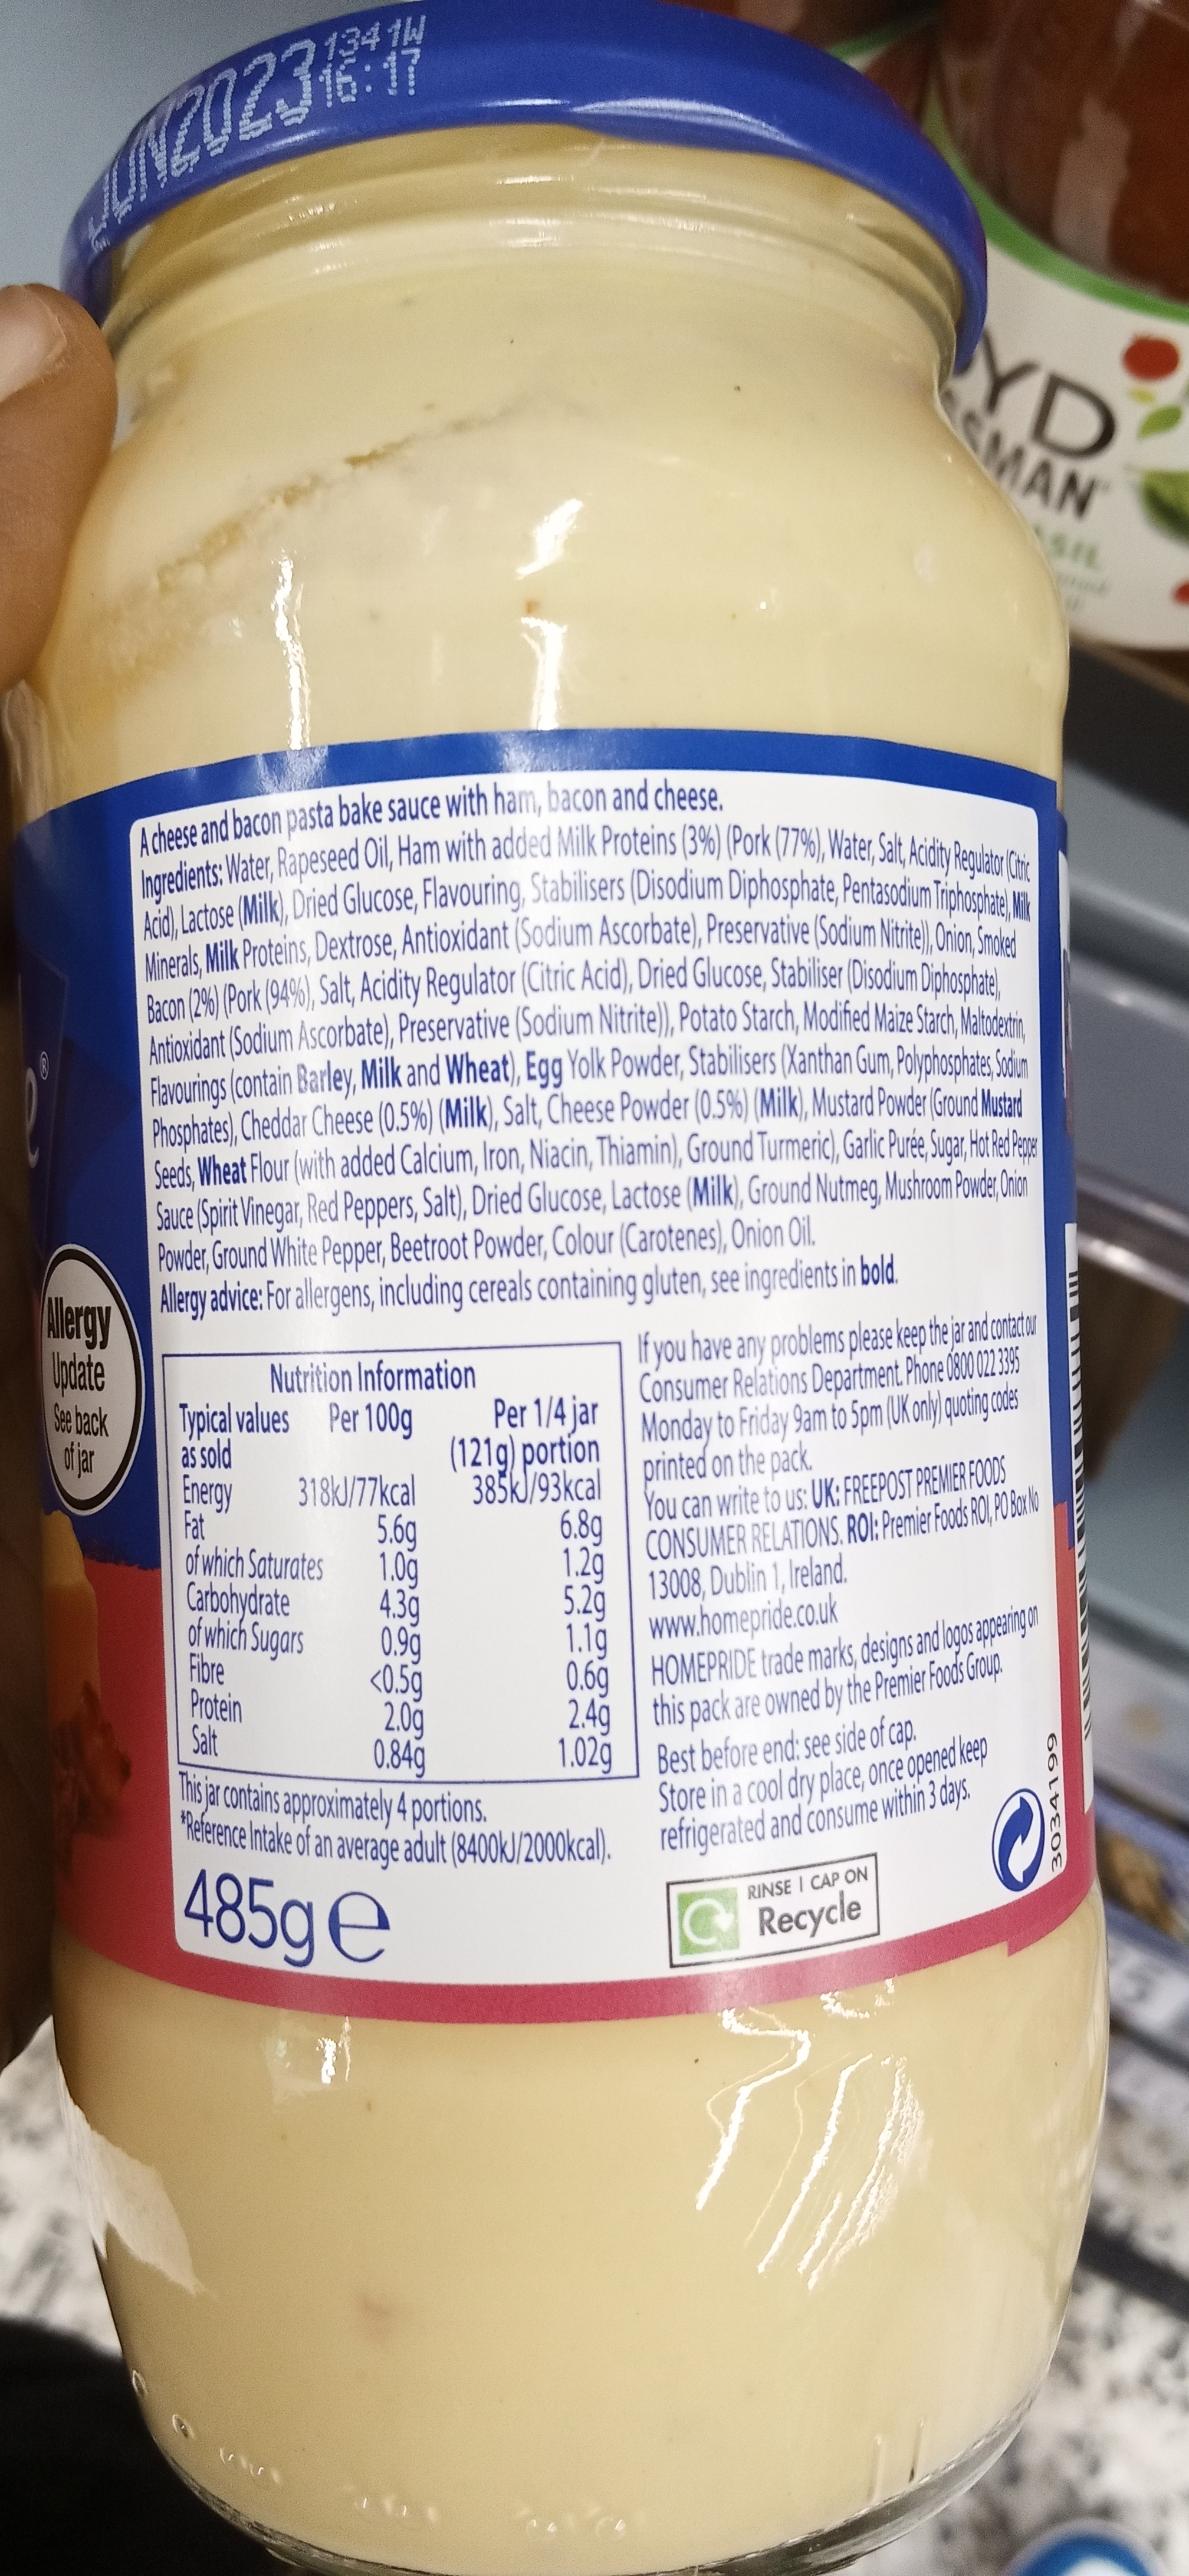 JUN2023 1341W
16:17
YD
SMAN
ASIL
A cheese and bacon pasta bake sauce with ham, bacon and cheese.
Ingredients: Water, Rapeseed Oil, Ham with added Milk Proteins (3%) (Pork (77%), Water, Salt, Acidity Regulator (Citric
Acid), Lactose (Milk), Dried Glucose, Flavouring, Stabilisers (Disodium Diphosphate, Pentasodium Triphosphate), Milk
Minerals, Milk Proteins, Dextrose, Antioxidant (Sodium Ascorbate), Preservative (Sodium Nitrite)), Onion, Smoked
Bacon (2%) (Pork (94%), Salt, Acidity Regulator (Citric Acid), Dried Glucose, Stabiliser (Disodium Diphosphate),
Antioxidant (Sodium Ascorbate), Preservative (Sodium Nitrite)), Potato Starch, Modified Maize Starch, Maltodextrin,
Flavourings (contain Barley, Milk and Wheat), Egg Yolk Powder, Stabilisers (Xanthan Gum, Polyphosphates, Sodium
Phosphates), Cheddar Cheese (0.5%) (Milk), Salt, Cheese Powder (0.5%) (Milk), Mustard Powder (Ground Mustard
Seeds, Wheat Flour (with added Calcium, Iron, Niacin, Thiamin), Ground Turmeric), Garlic Purée, Sugar, Hot Red Pepper
Sauce (Spirit Vinegar, Red Peppers, Salt), Dried Glucose, Lactose (Milk), Ground Nutmeg, Mushroom Powder, Onion
Powder, Ground White Pepper, Beetroot Powder, Colour (Carotenes), Onion Oil.
Allergy advice: For allergens, including cereals containing gluten, see ingredients in bold.
e®
Allergy
Update
See back
of jar
Nutrition Information
Typical values as sold Per 100g Per 1/4 jar (121g) portion
Energy 318kJ/77kcal 385kJ/93kcal
Fat 5.6g 6.8g
of which Saturates 1.0g 1.2g
Carbohydrate 4.3g 5.2g
of which Sugars 0.9g 1.1g
Fibre <0.5g 0.6g
Protein 2.0g 2.4g
Salt 0.84g 1.02g
This jar contains approximately 4 portions.
*Reference Intake of an average adult (8400kJ/2000kcal).
485g e
If you have any problems please keep the jar and contact our
Consumer Relations Department. Phone 0800 022 3395
Monday to Friday 9am to 5pm (UK only) quoting codes
printed on the pack.
You can write to us: UK: FREEPOST PREMIER FOODS
CONSUMER RELATIONS. ROI: Premier Foods ROI, PO Box No
13008, Dublin 1, Ireland.
www.homepride.co.uk
HOMEPRIDE trade marks, designs and logos appearing on
this pack are owned by the Premier Foods Group.
Best before end: see side of cap.
Store in a cool dry place, once opened keep
refrigerated and consume within 3 days.
RINSE | CAP ON
Recycle
3034199